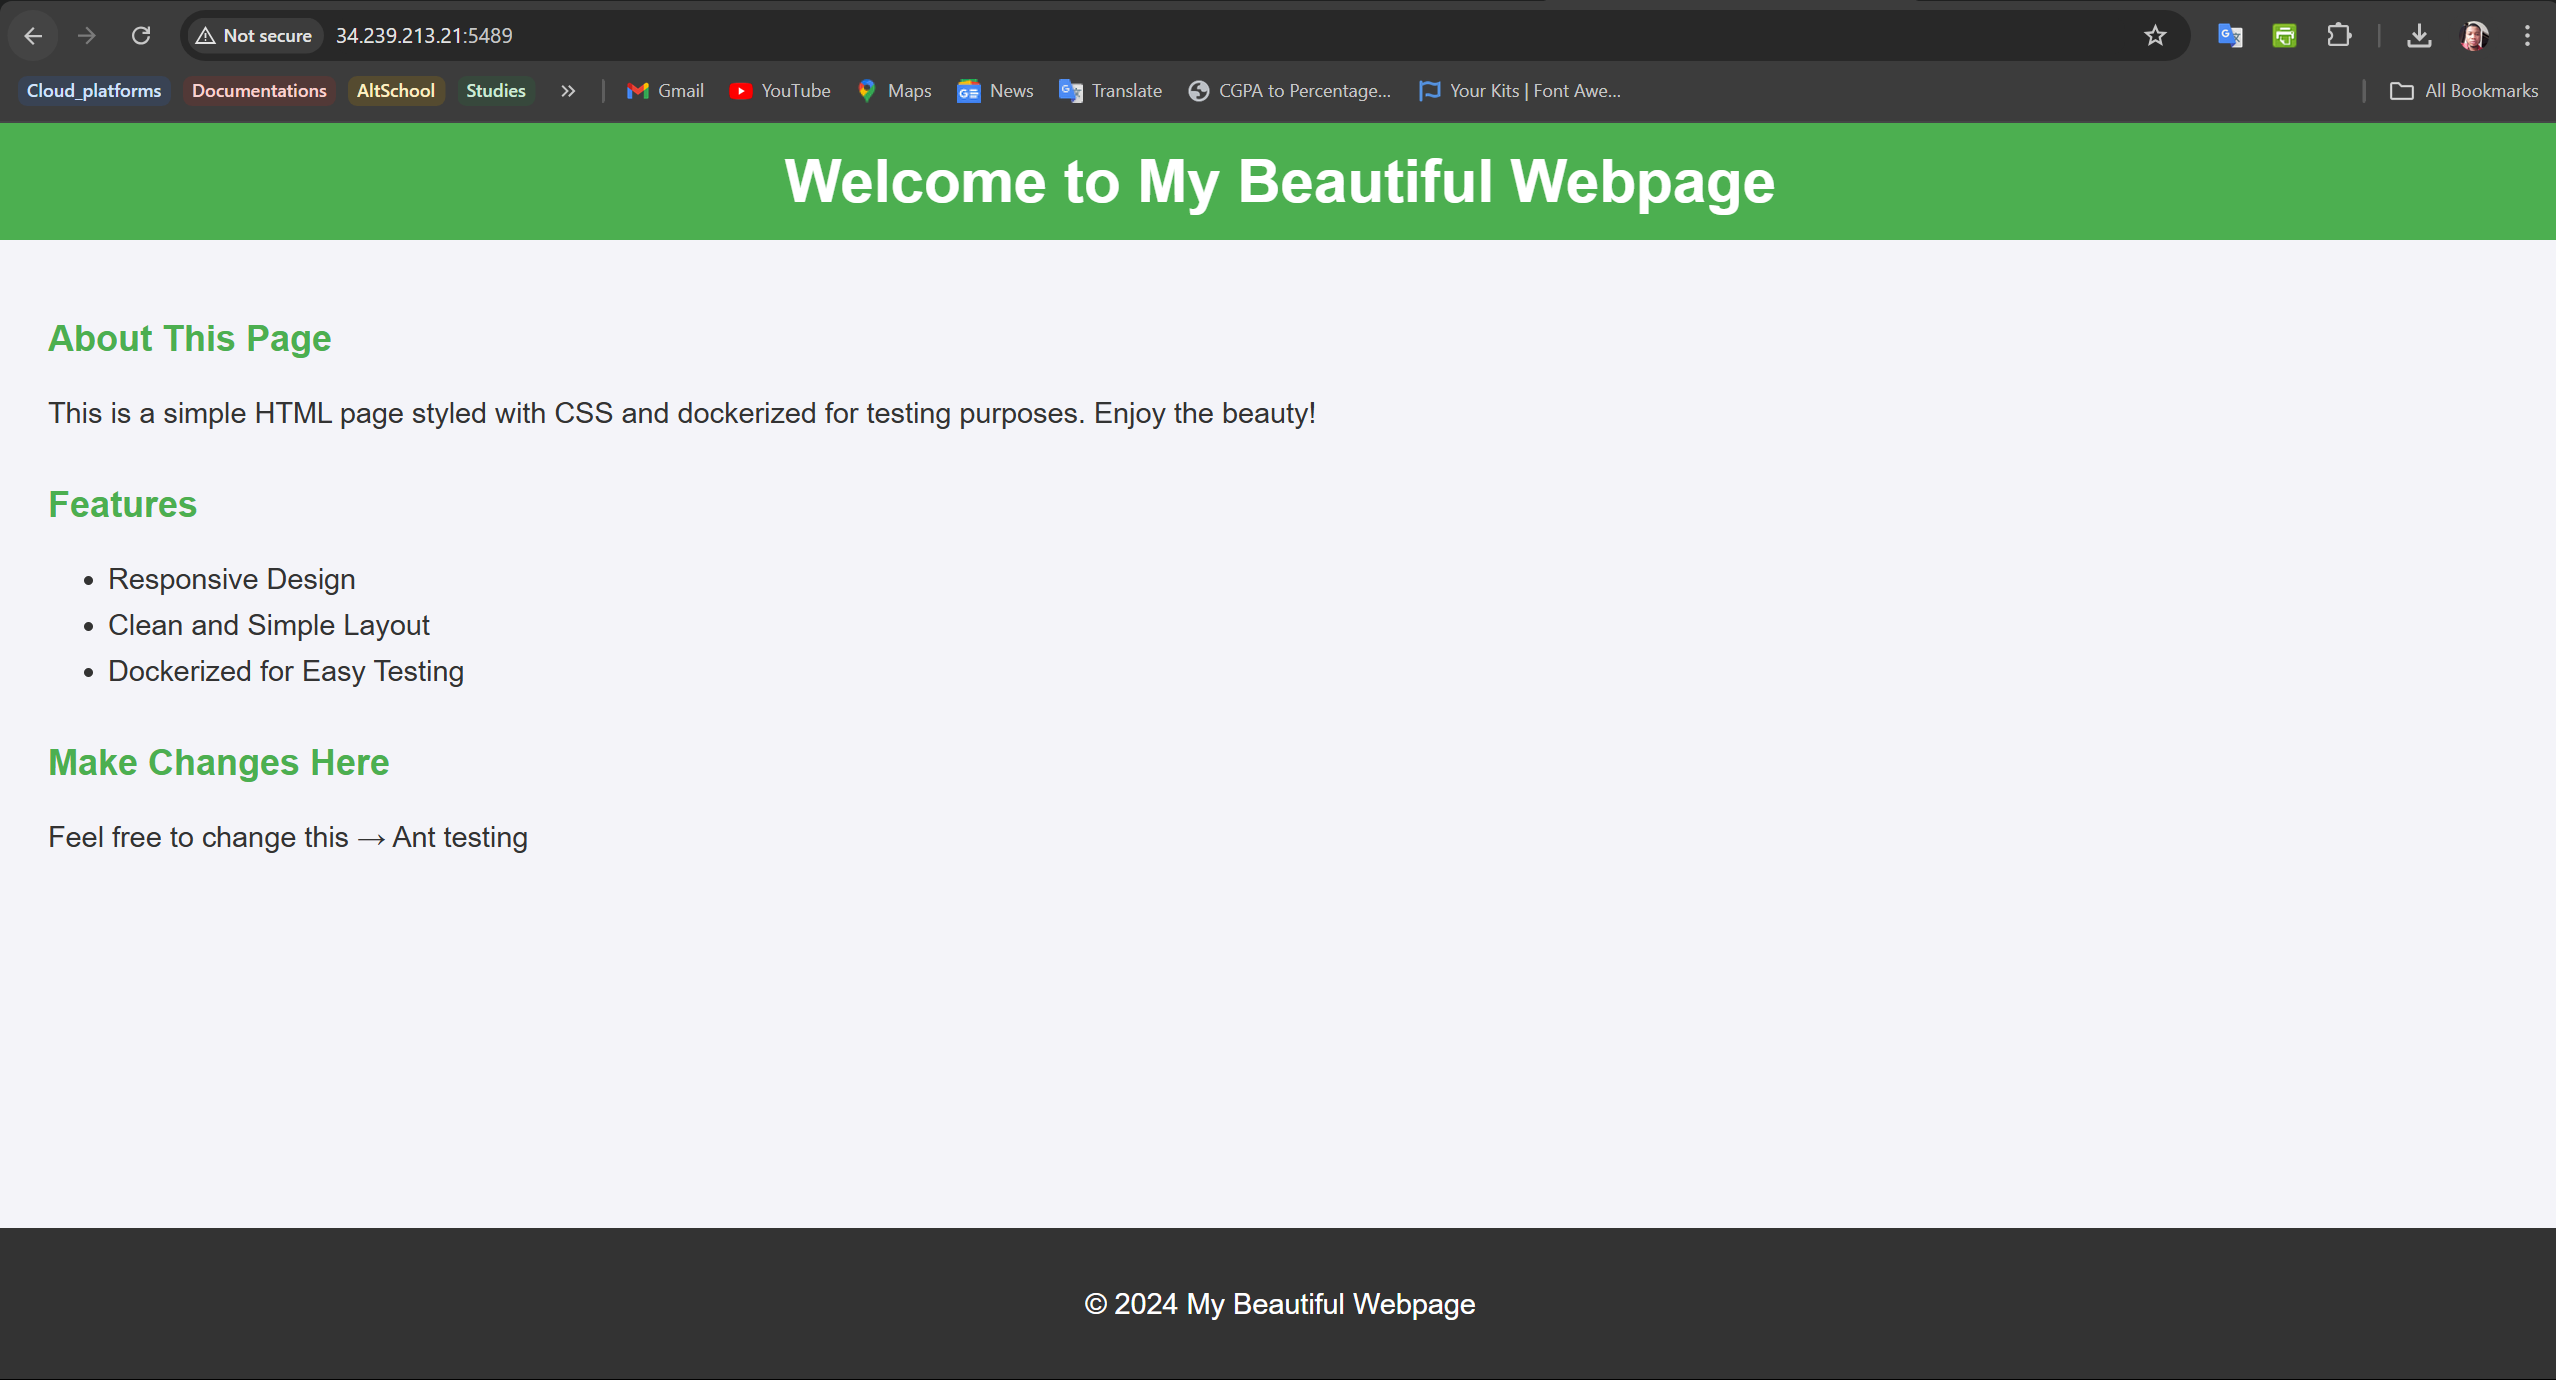 Not secure 34.239.213.21:5489
Cloud_platforms Documentations AltSchool Studies » Gmail YouTube Maps News Translate CGPA to Percentage... Your Kits | Font Awe... All Bookmarks
Welcome to My Beautiful Webpage
About This Page
This is a simple HTML page styled with CSS and dockerized for testing purposes. Enjoy the beauty!
Features
• Responsive Design
• Clean and Simple Layout
• Dockerized for Easy Testing
Make Changes Here
Feel free to change this → Ant testing
© 2024 My Beautiful Webpage